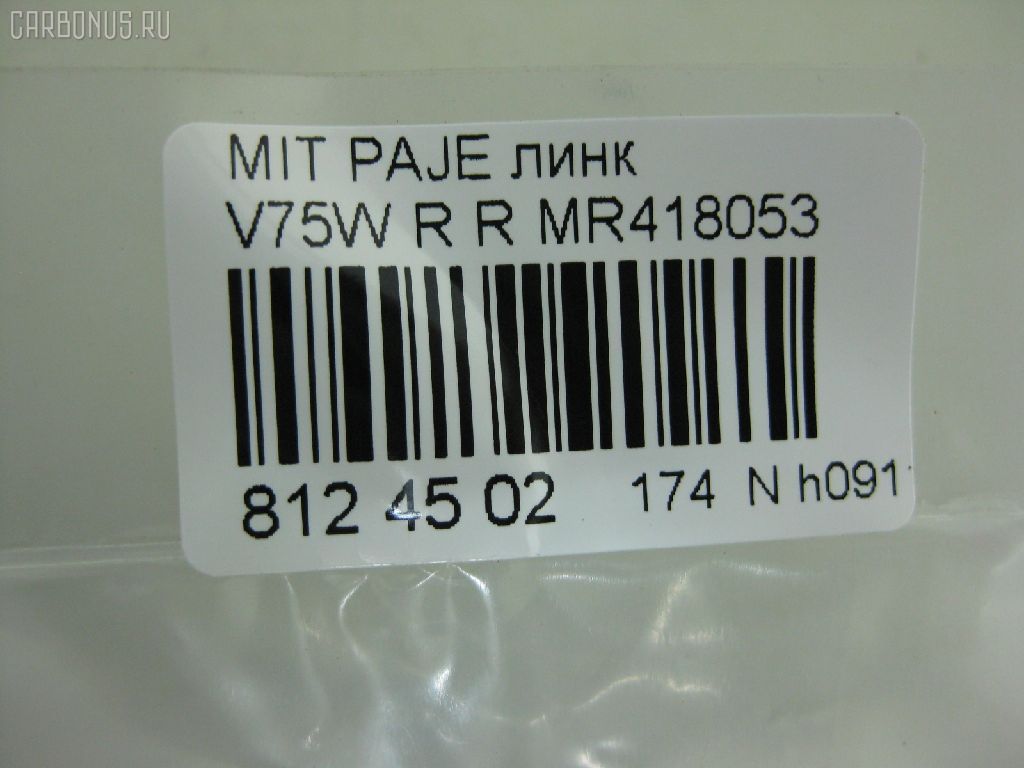 CARBONUS.RU
MIT PAJE линк
V75W R R MR418053
812 45 02 174 N h091